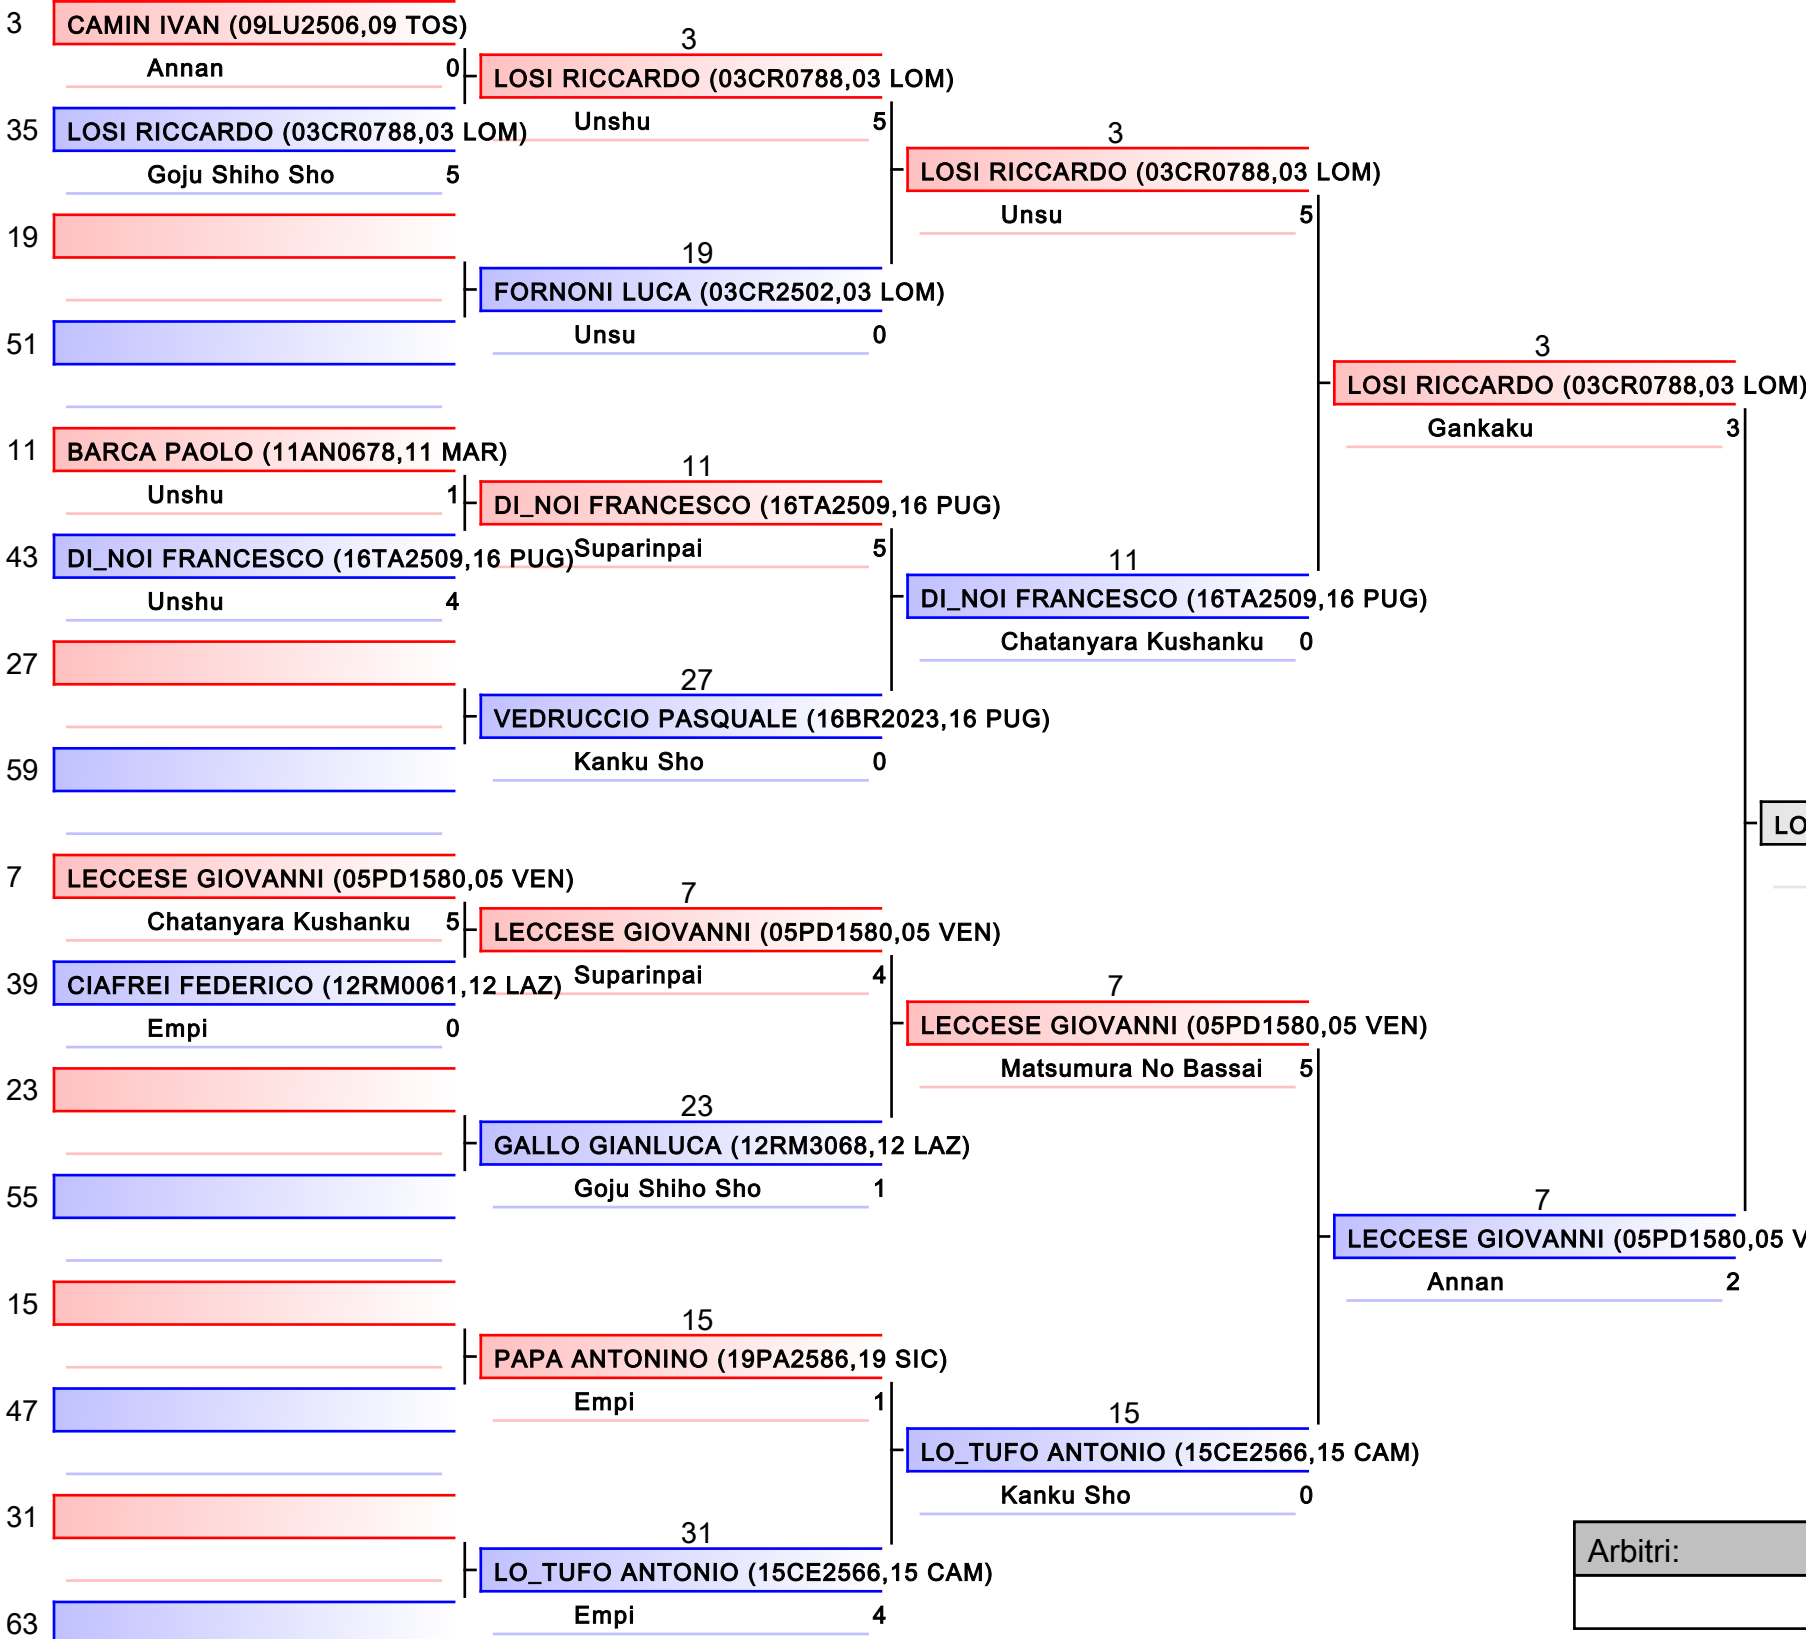 3
CAMIN IVAN (09LU2506,09 TOS)
Annan 0
35
LOSI RICCARDO (03CR0788,03 LOM)
Goju Shiho Sho 5
19
51
11
BARCA PAOLO (11AN0678,11 MAR)
Unshu 1
43
DI_NOI FRANCESCO (16TA2509,16 PUG)
Unshu 4
27
59
7
LECCESE GIOVANNI (05PD1580,05 VEN)
Chatanyara Kushanku 5
39
CIAFREI FEDERICO (12RM0061,12 LAZ)
Empi 0
23
55
15
47
31
63
3
LOSI RICCARDO (03CR0788,03 LOM)
Unshu 5
19
FORNONI LUCA (03CR2502,03 LOM)
Unsu 0
11
DI_NOI FRANCESCO (16TA2509,16 PUG)
Suparinpai 5
27
VEDRUCCIO PASQUALE (16BR2023,16 PUG)
Kanku Sho 0
7
LECCESE GIOVANNI (05PD1580,05 VEN)
Suparinpai 4
23
GALLO GIANLUCA (12RM3068,12 LAZ)
Goju Shiho Sho 1
15
PAPA ANTONINO (19PA2586,19 SIC)
Empi 1
31
LO_TUFO ANTONIO (15CE2566,15 CAM)
Empi 4
3
LOSI RICCARDO (03CR0788,03 LOM)
Unsu 5
11
DI_NOI FRANCESCO (16TA2509,16 PUG)
Chatanyara Kushanku 0
7
LECCESE GIOVANNI (05PD1580,05 VEN)
Matsumura No Bassai 5
15
LO_TUFO ANTONIO (15CE2566,15 CAM)
Kanku Sho 0
3
LOSI RICCARDO (03CR0788,03 LOM)
Gankaku 3
7
LECCESE GIOVANNI (05PD1580,05 V
Annan 2
LO
Arbitri: